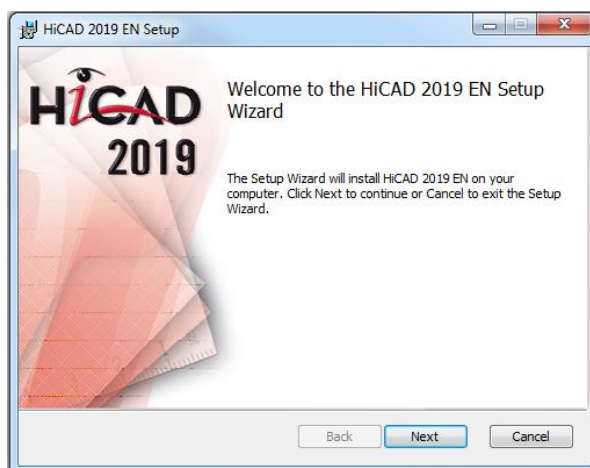 HiCAD 2019 EN Setup
HiCAD
2019
Welcome to the HiCAD 2019 EN Setup
Wizard
The Setup Wizard will install HiCAD 2019 EN on your
computer. Click Next to continue or Cancel to exit the Setup
Wizard.
Back Next Cancel